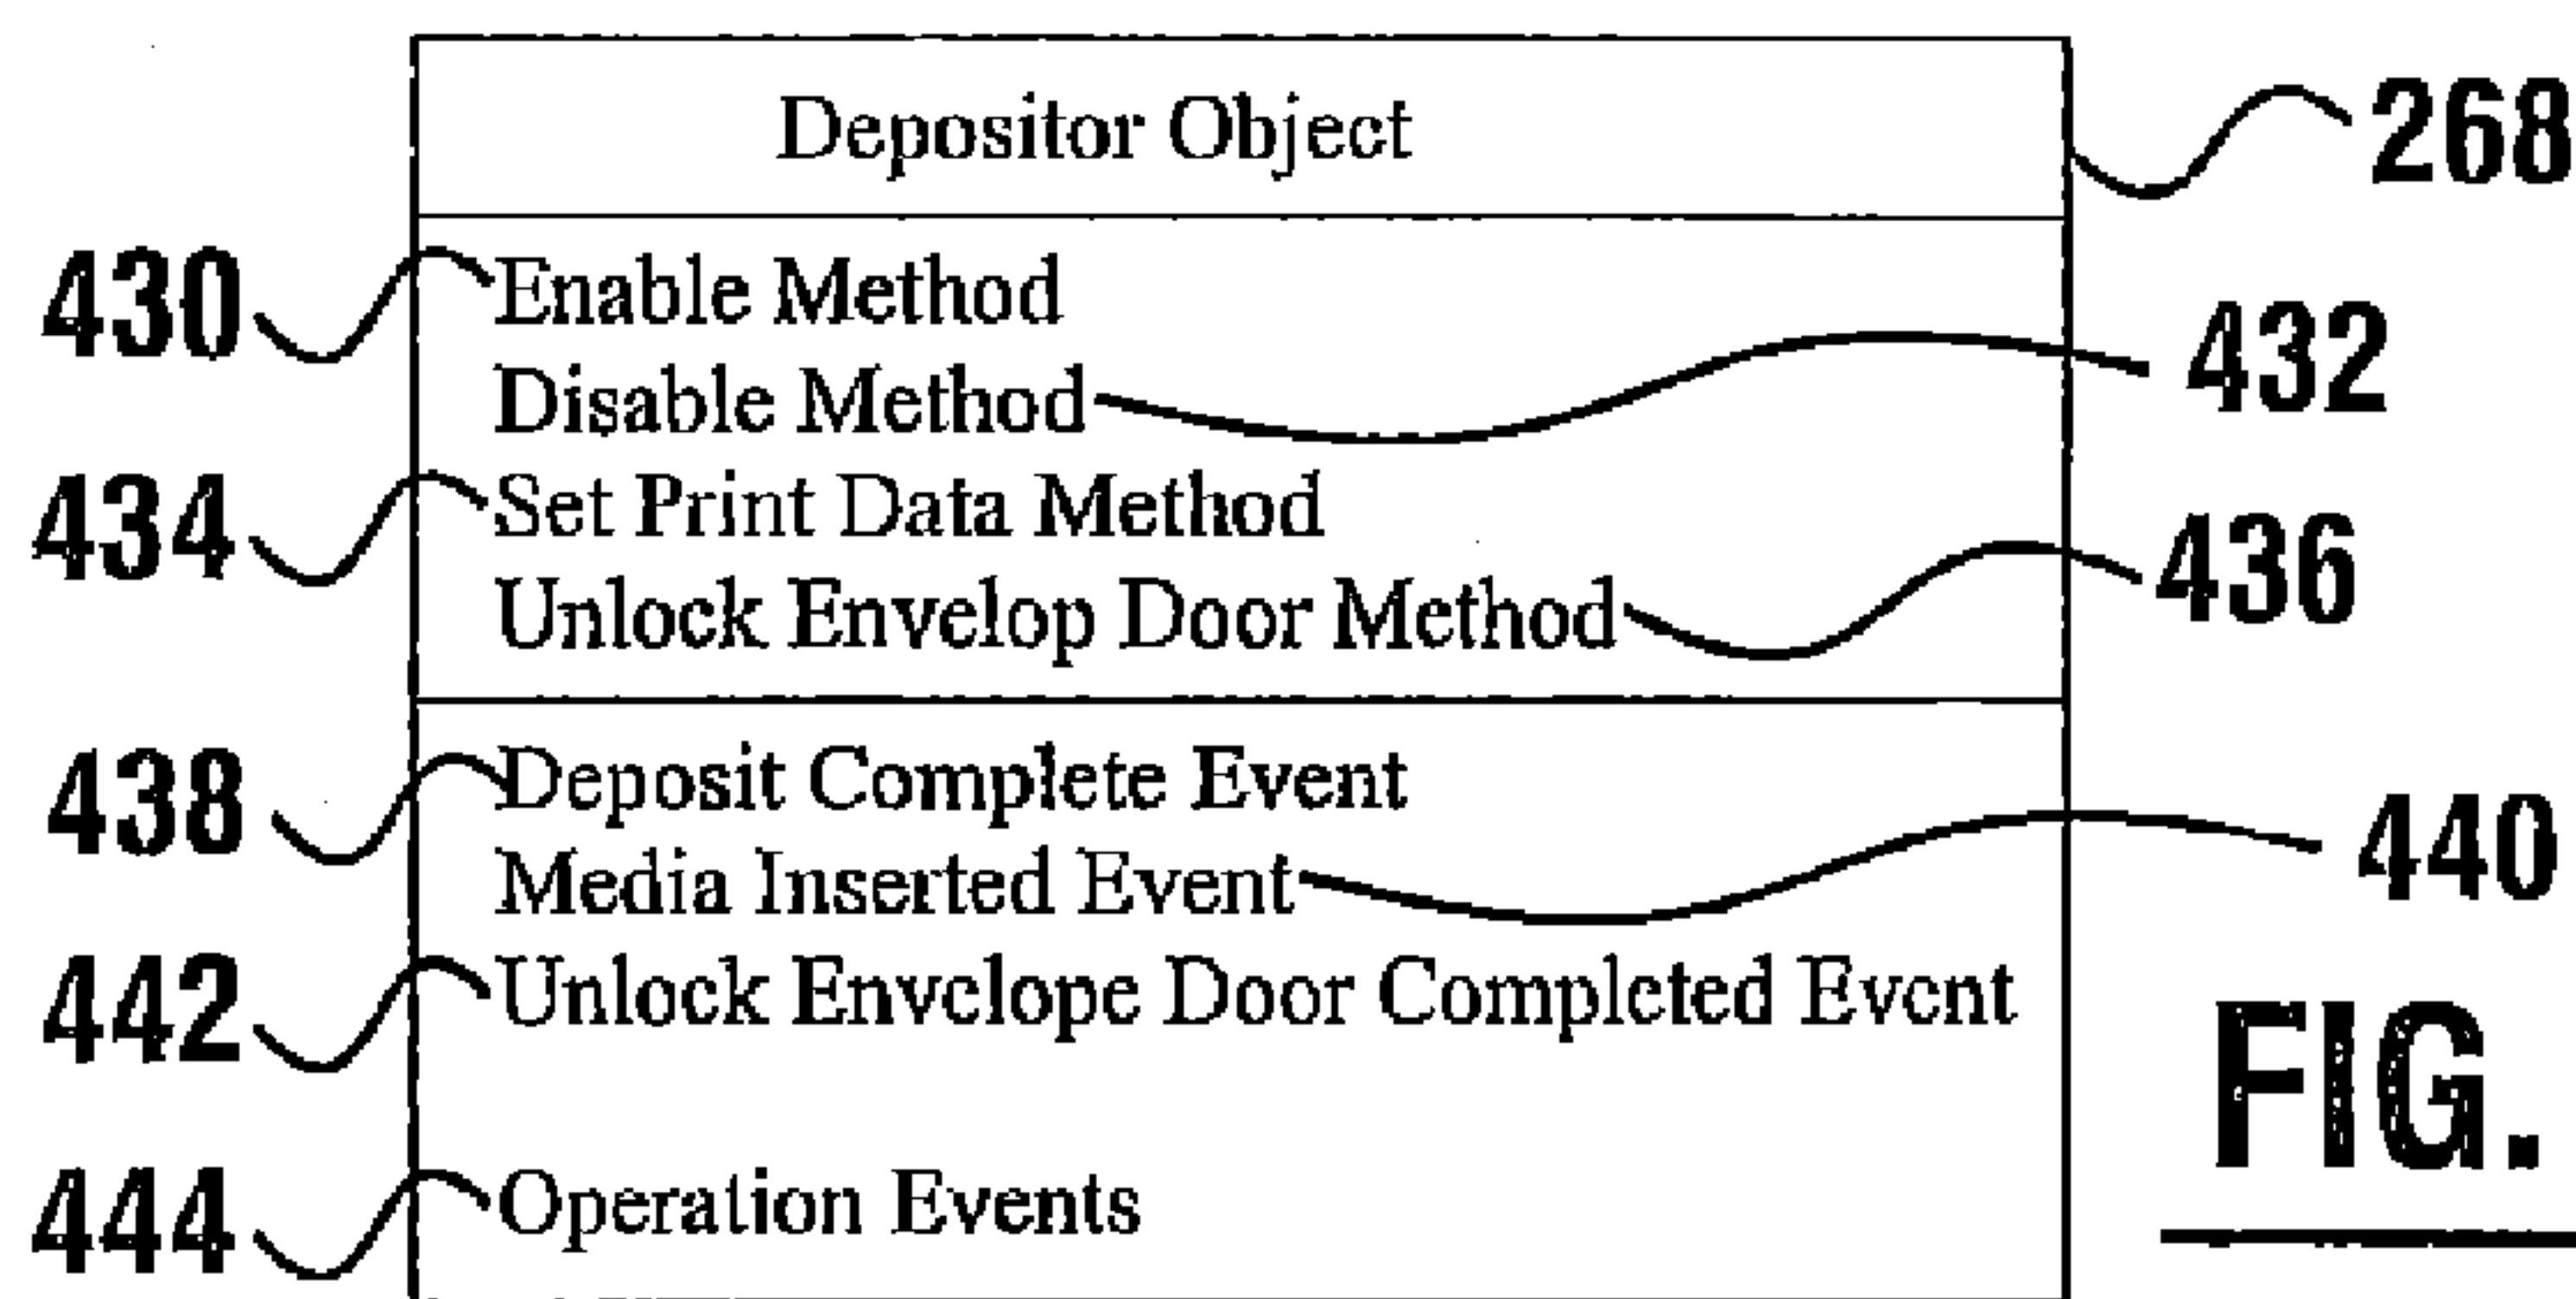 Depositor Object 268
430 Enable Method
Disable Method 432
434 Set Print Data Method
Unlock Envelop Door Method 436
438 Deposit Complete Event
Media Inserted Event 440
442 Unlock Envelope Door Completed Event
FIG.
444 Operation Events